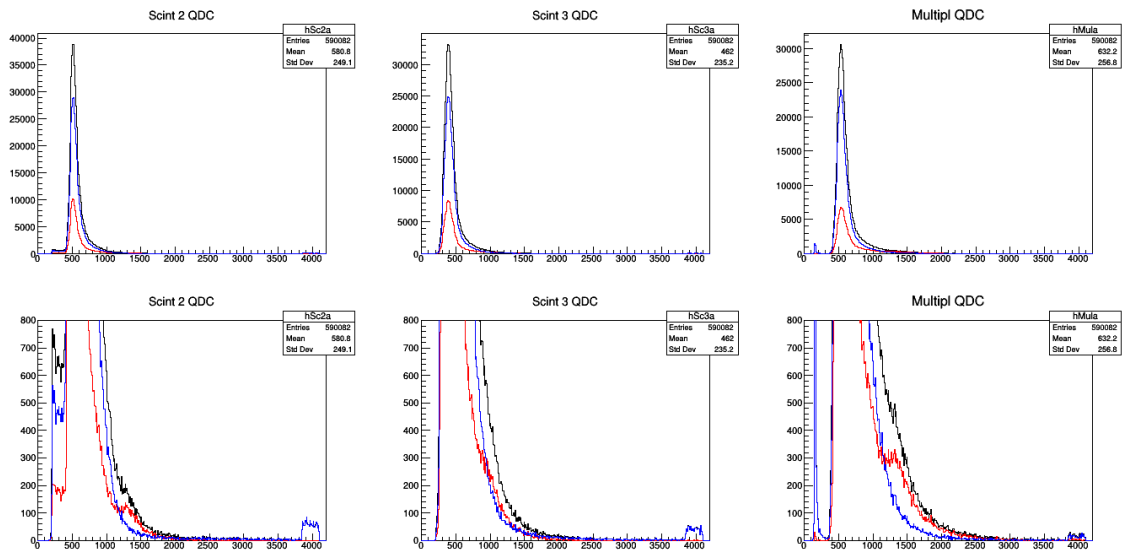 Scint 2 QDC
hSc2a
Entries 590082
Mean 580.8
Std Dev 249.1
40000
35000
30000
25000
20000
15000
10000
5000
0
0 500 1000 1500 2000 2500 3000 3500 4000
Scint 3 QDC
hSc3a
Entries 590082
Mean 462
Std Dev 235.2
30000
25000
20000
15000
10000
5000
0
0 500 1000 1500 2000 2500 3000 3500 4000
Multipl QDC
hMula
Entries 590082
Mean 632.2
Std Dev 256.8
30000
25000
20000
15000
10000
5000
0
0 500 1000 1500 2000 2500 3000 3500 4000
Scint 2 QDC
hSc2a
Entries 590082
Mean 580.8
Std Dev 249.1
800
700
600
500
400
300
200
100
0
0 500 1000 1500 2000 2500 3000 3500 4000
Scint 3 QDC
hSc3a
Entries 590082
Mean 462
Std Dev 235.2
800
700
600
500
400
300
200
100
0
0 500 1000 1500 2000 2500 3000 3500 4000
Multipl QDC
hMula
Entries 590082
Mean 632.2
Std Dev 256.8
800
700
600
500
400
300
200
100
0
0 500 1000 1500 2000 2500 3000 3500 4000